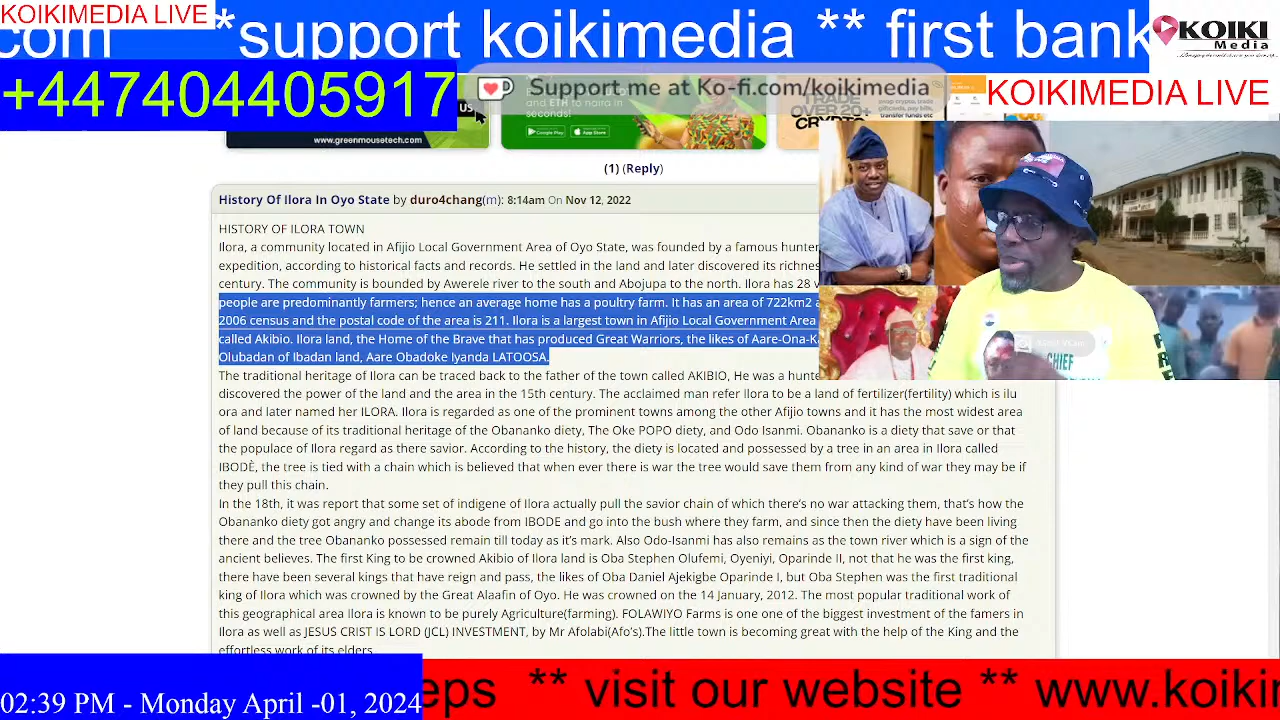 KOIKIMEDIA LIVE
com *support koikimedia ** first bank
KOIKI
Media
+447404405917
Support me at Ko-fi.com/koikimedia
KOIKIMEDIA LIVE
US
ETH to naira in
seconds!
Google Play App Store
www.greenmousetech.com
TRADE
OVER 20+
transfer funds etc
(1) (Reply)
History Of Ilora In Oyo State by duro4chang(m): 8:14am On Nov 12, 2022
HISTORY OF ILORA TOWN
Ilora, a community located in Afijio Local Government Area of Oyo State, was founded by a famous hunter
expedition, according to historical facts and records. He settled in the land and later discovered its richnes
century. The Community is bounded by Awerele river to the south and Abojupa to the north. Ilora has 28
people are predominantly farmers; hence an average home has a poultry farm. It has an area of 722km2
2006 census and the postal code of the area is 211. Ilora is a largest town in Afijio Local Government Area
called Akibio. Ilora land, the Home of the Brave that has produced Great Warriors, the likes of Aare-Ona-K
Olubadan of Ibadan land, Aare Obadoke Iyanda LATOOSA.
The traditional heritage of Ilora can be tracord back to the father of the town called AKIBIO, He was a hunte
discovered the power of the land and the area in the 15th century. The acclaimed man refer Ilora to be a land of fertilizer(fertility) which is ilu
ora and later named her ILORA. Ilora is regarded as one of the prominent towns among the other Afijio towns and it has the most widest area
of land because of its traditional heritage of the Obananko diety, The Oke POPO diety, and Odo Isanmi. Obananko is a diety that save or that
the populace of Ilora regard as there savior. According to the history, the diety is located and possessed by a tree in an area in Ilora called
IBODÈ, the tree is tied with a chain which is believed that when ever there is war the tree would save them from any kind of war they may be if
they pull this chain.
In the 18th, it was report that some set of indigene of Ilora actually pull the savior chain of which there's no war attacking them, that's how the
Obananko diety got angry and change its abode from IBODE and go into the bush where they farm, and since then the diety have been living
there and the tree Obananko possessed remain till today as it's mark. Also Odo-Isanmi has also remains as the town river which is a sign of the
ancient believes. The first King to be crowned Akibio of Ilora land is Oba Stephen Olufemi, Oyeniyi, Oparinde II, not that he was the first king,
there have been several kings that have reign and pass, the likes of Oba Daniel Ajekigbe Oparinde I, but Oba Stephen was the first traditional
king of Ilora which was crowned by the Great Alaafin of Oyo. He was crowned on the 14 January, 2012. The most popular traditional work of
this geographical area Ilora is known to be purely Agriculture(farming). FOLAWIYO Farms is one one of the biggest investment of the famers in
Ilora as well as JESUS CRIST IS LORD (JCL) INVESTMENT, by Mr Afolabi(Afo's).The little town is becoming great with the help of the King and the
effortless work of its elders.
CHIEF
02:39 PM - Monday April -01, 2024
eps ** visit our website ** www.koikin